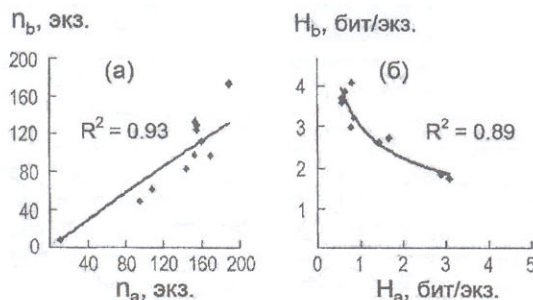 n_b, экз.
H_b, бит/экз.
200
160
120
80
40
0
(а)
R² = 0.93
40 80 120 160 200
n_a, экз.
5
4
3
2
1
(б)
R² = 0.89
0 1 2 3 4 5
H_a, бит/экз.